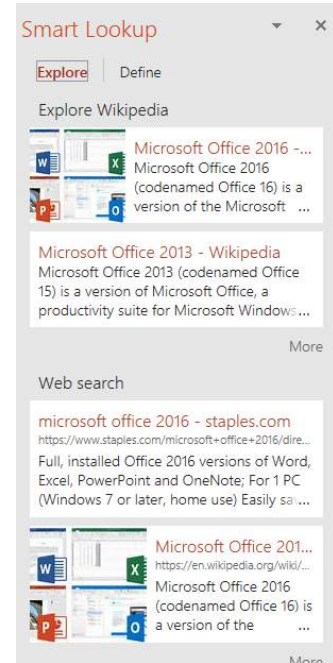 Smart Lookup
Explore Define
Explore Wikipedia
Microsoft Office 2016 -...
Microsoft Office 2016
(codenamed Office 16) is a
version of the Microsoft ...
Microsoft Office 2013 - Wikipedia
Microsoft Office 2013 (codenamed Office
15) is a version of Microsoft Office, a
productivity suite for Microsoft Windows...
More
Web search
microsoft office 2016 - staples.com
https://www.staples.com/microsoft+office+2016/dire...
Full, installed Office 2016 versions of Word,
Excel, PowerPoint and OneNote; For 1 PC
(Windows 7 or later, home use) Easily sa...
Microsoft Office 201...
https://en.wikipedia.org/wiki/...
Microsoft Office 2016
(codenamed Office 16) is
a version of the ...
More